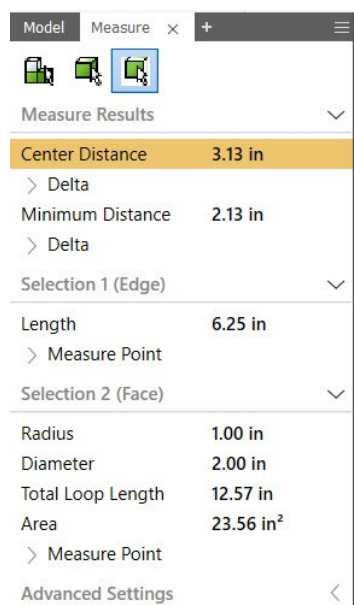 Model Measure × +
Measure Results
Center Distance 3.13 in
> Delta
Minimum Distance 2.13 in
> Delta
Selection 1 (Edge)
Length 6.25 in
> Measure Point
Selection 2 (Face)
Radius 1.00 in
Diameter 2.00 in
Total Loop Length 12.57 in
Area 23.56 in²
> Measure Point
Advanced Settings